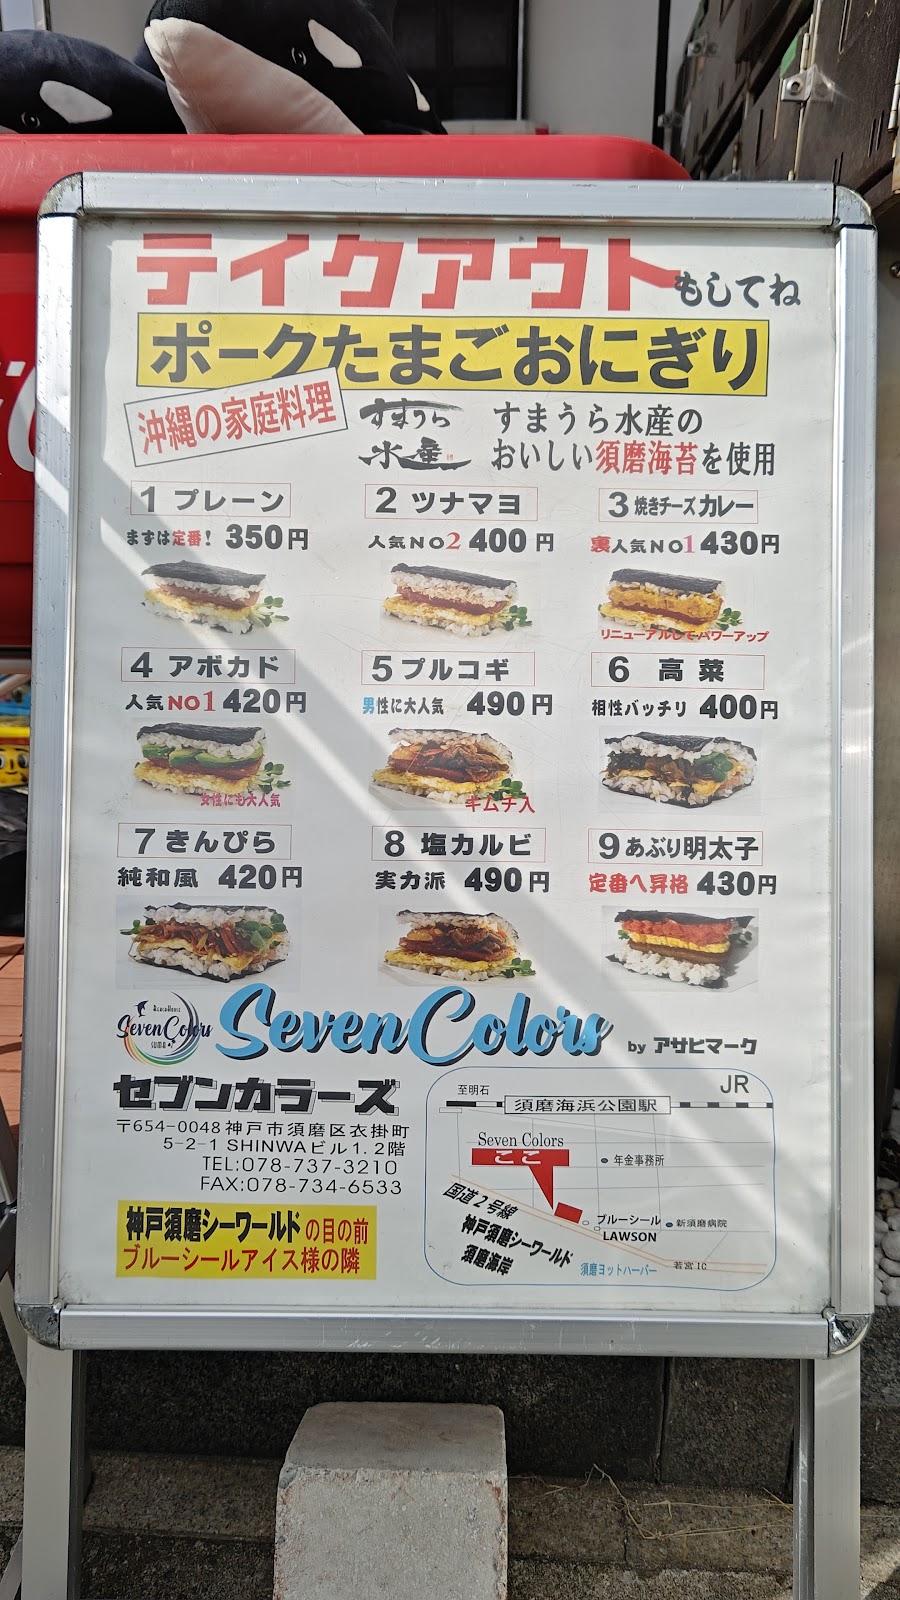 テイクアウトもしてね
ポークたまごおにぎり
沖縄の家庭料理
すまうら水産
すまうら水産の
おいしい須磨海苔を使用
1 プレーン
まずは定番! 350円
2 ツナマヨ
人気NO2 400円
3 焼きチーズカレー
裏人気NO1 430円
リニューアルしてパワーアップ
4 アボカド
人気NO1 420円
女性にも大人気
5 プルコギ
男性に大人気 490円
キムチ入
6 高菜
相性バッチリ 400円
7 きんぴら
純和風 420円
8 塩カルビ
実力派 490円
9 あぶり明太子
定番へ昇格 430円
Seven Colors
SUMA
SevenColors by アサヒマーク
セブンカラーズ
〒654-0048 神戸市須磨区衣掛町
5-2-1 SHINWAビル1.2階
TEL:078-737-3210
FAX:078-734-6533
神戸須磨シーワールドの目の前
ブルーシールアイス様の隣
JR
至明石
須磨海浜公園駅
Seven Colors
ここ
年金事務所
国道2号線
ブルーシール
新須磨病院
LAWSON
神戸須磨シーワールド
須磨海岸
須磨ヨットハーバー
若宮IC